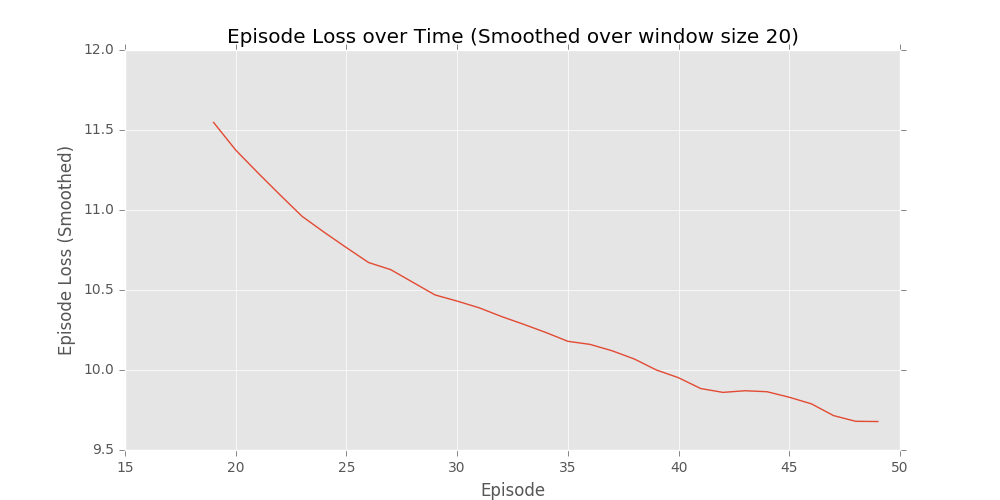 Episode Loss over Time (Smoothed over window size 20)
12.0
11.5
11.0
10.5
10.0
9.5
Episode Loss (Smoothed)
15 20 25 30 35 40 45 50
Episode